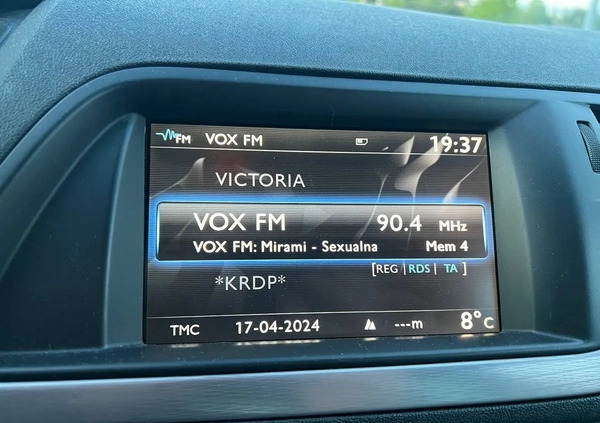 FM VOX FM 19:37
VICTORIA
VOX FM 90.4 MHz
VOX FM: Mirami - Sexualna Mem 4
[REG|RDS|TA ]
*KRDP*
TMC 17-04-2024 ---m 8°C